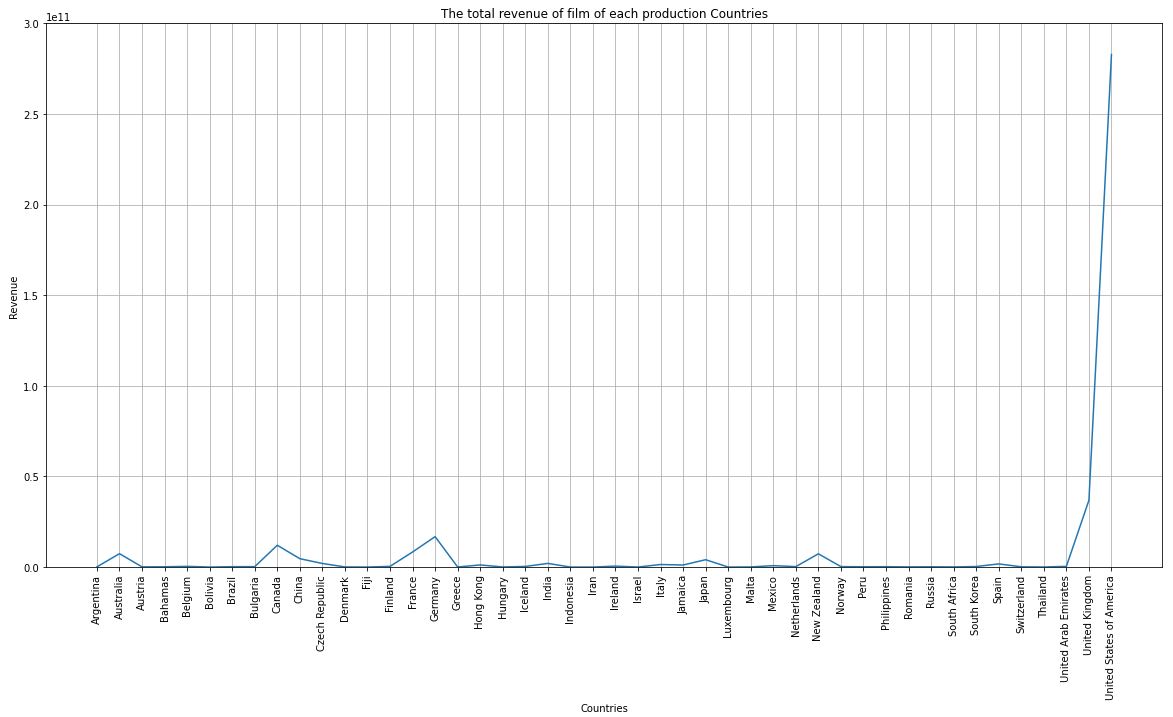 The total revenue of film of each production Countries
1e11
3.0
2.5
2.0
1.5
1.0
0.5
0.0
Revenue
Argentina
Australia
Austria
Bahamas
Belgium
Bolivia
Brazil
Bulgaria
Canada
China
Czech Republic
Denmark
Fiji
Finland
France
Germany
Greece
Hong Kong
Hungary
Iceland
India
Indonesia
Iran
Ireland
Israel
Italy
Jamaica
Japan
Luxembourg
Malta
Mexico
Netherlands
New Zealand
Norway
Peru
Philippines
Romania
Russia
South Africa
South Korea
Spain
Switzerland
Thailand
United Arab Emirates
United Kingdom
United States of America
Countries